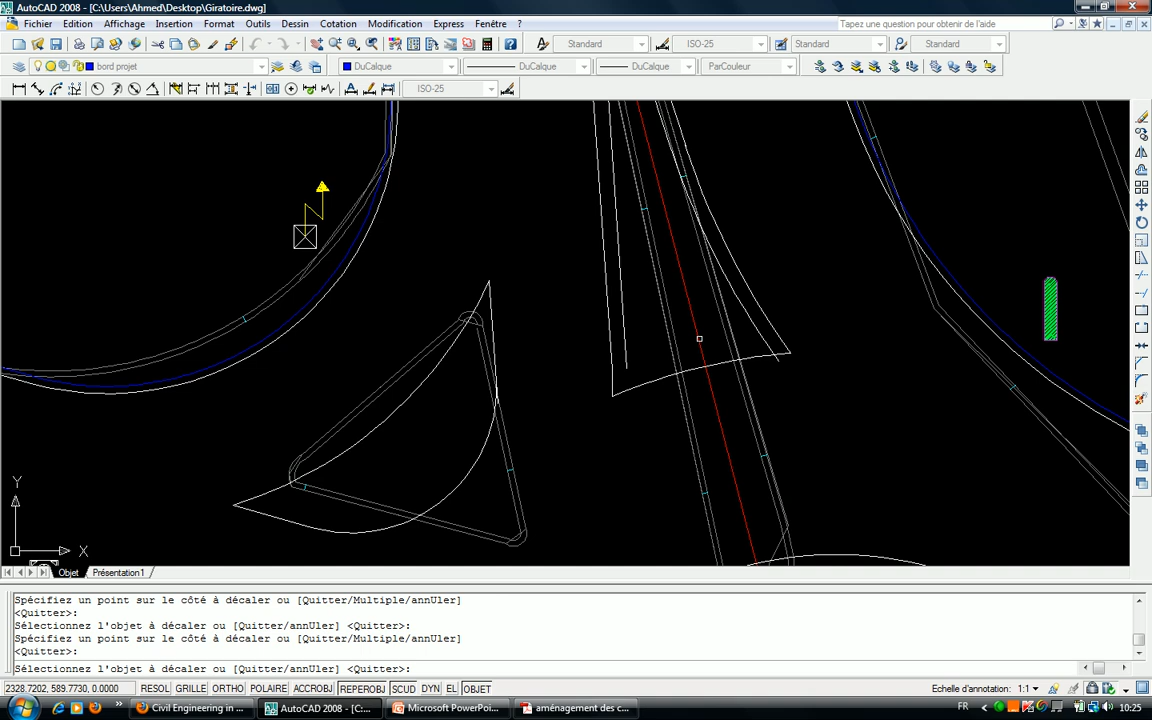 AutoCAD 2008 - [C:\Users\Ahmed\Desktop\Giratoire.dwg]
Fichier Edition Affichage Insertion Format Outils Dessin Cotation Modification Express Fenêtre ? Tapez une question pour obtenir de l'aide
Standard ISO-25 Standard Standard
bord projet DuCalque DuCalque DuCalque ParCouleur
ISO-25
Y
X
Objet Présentation1
Spécifiez un point sur le côté à décaler ou [Quitter/Multiple/annUler]
<Quitter>:
Sélectionnez l'objet à décaler ou [Quitter/annUler] <Quitter>:
Spécifiez un point sur le côté à décaler ou [Quitter/Multiple/annUler]
<Quitter>:
Sélectionnez l'objet à décaler ou [Quitter/annUler] <Quitter>:
2328.7202, 589.7730, 0.0000 RESOL GRILLE ORTHO POLAIRE ACCROBJ REPEROBJ SCUD DYN EL OBJET Echelle d'annotation: 1:1
Civil Engineering in ... AutoCAD 2008 - [C:... Microsoft PowerPoi... aménagement des c... FR 10:25